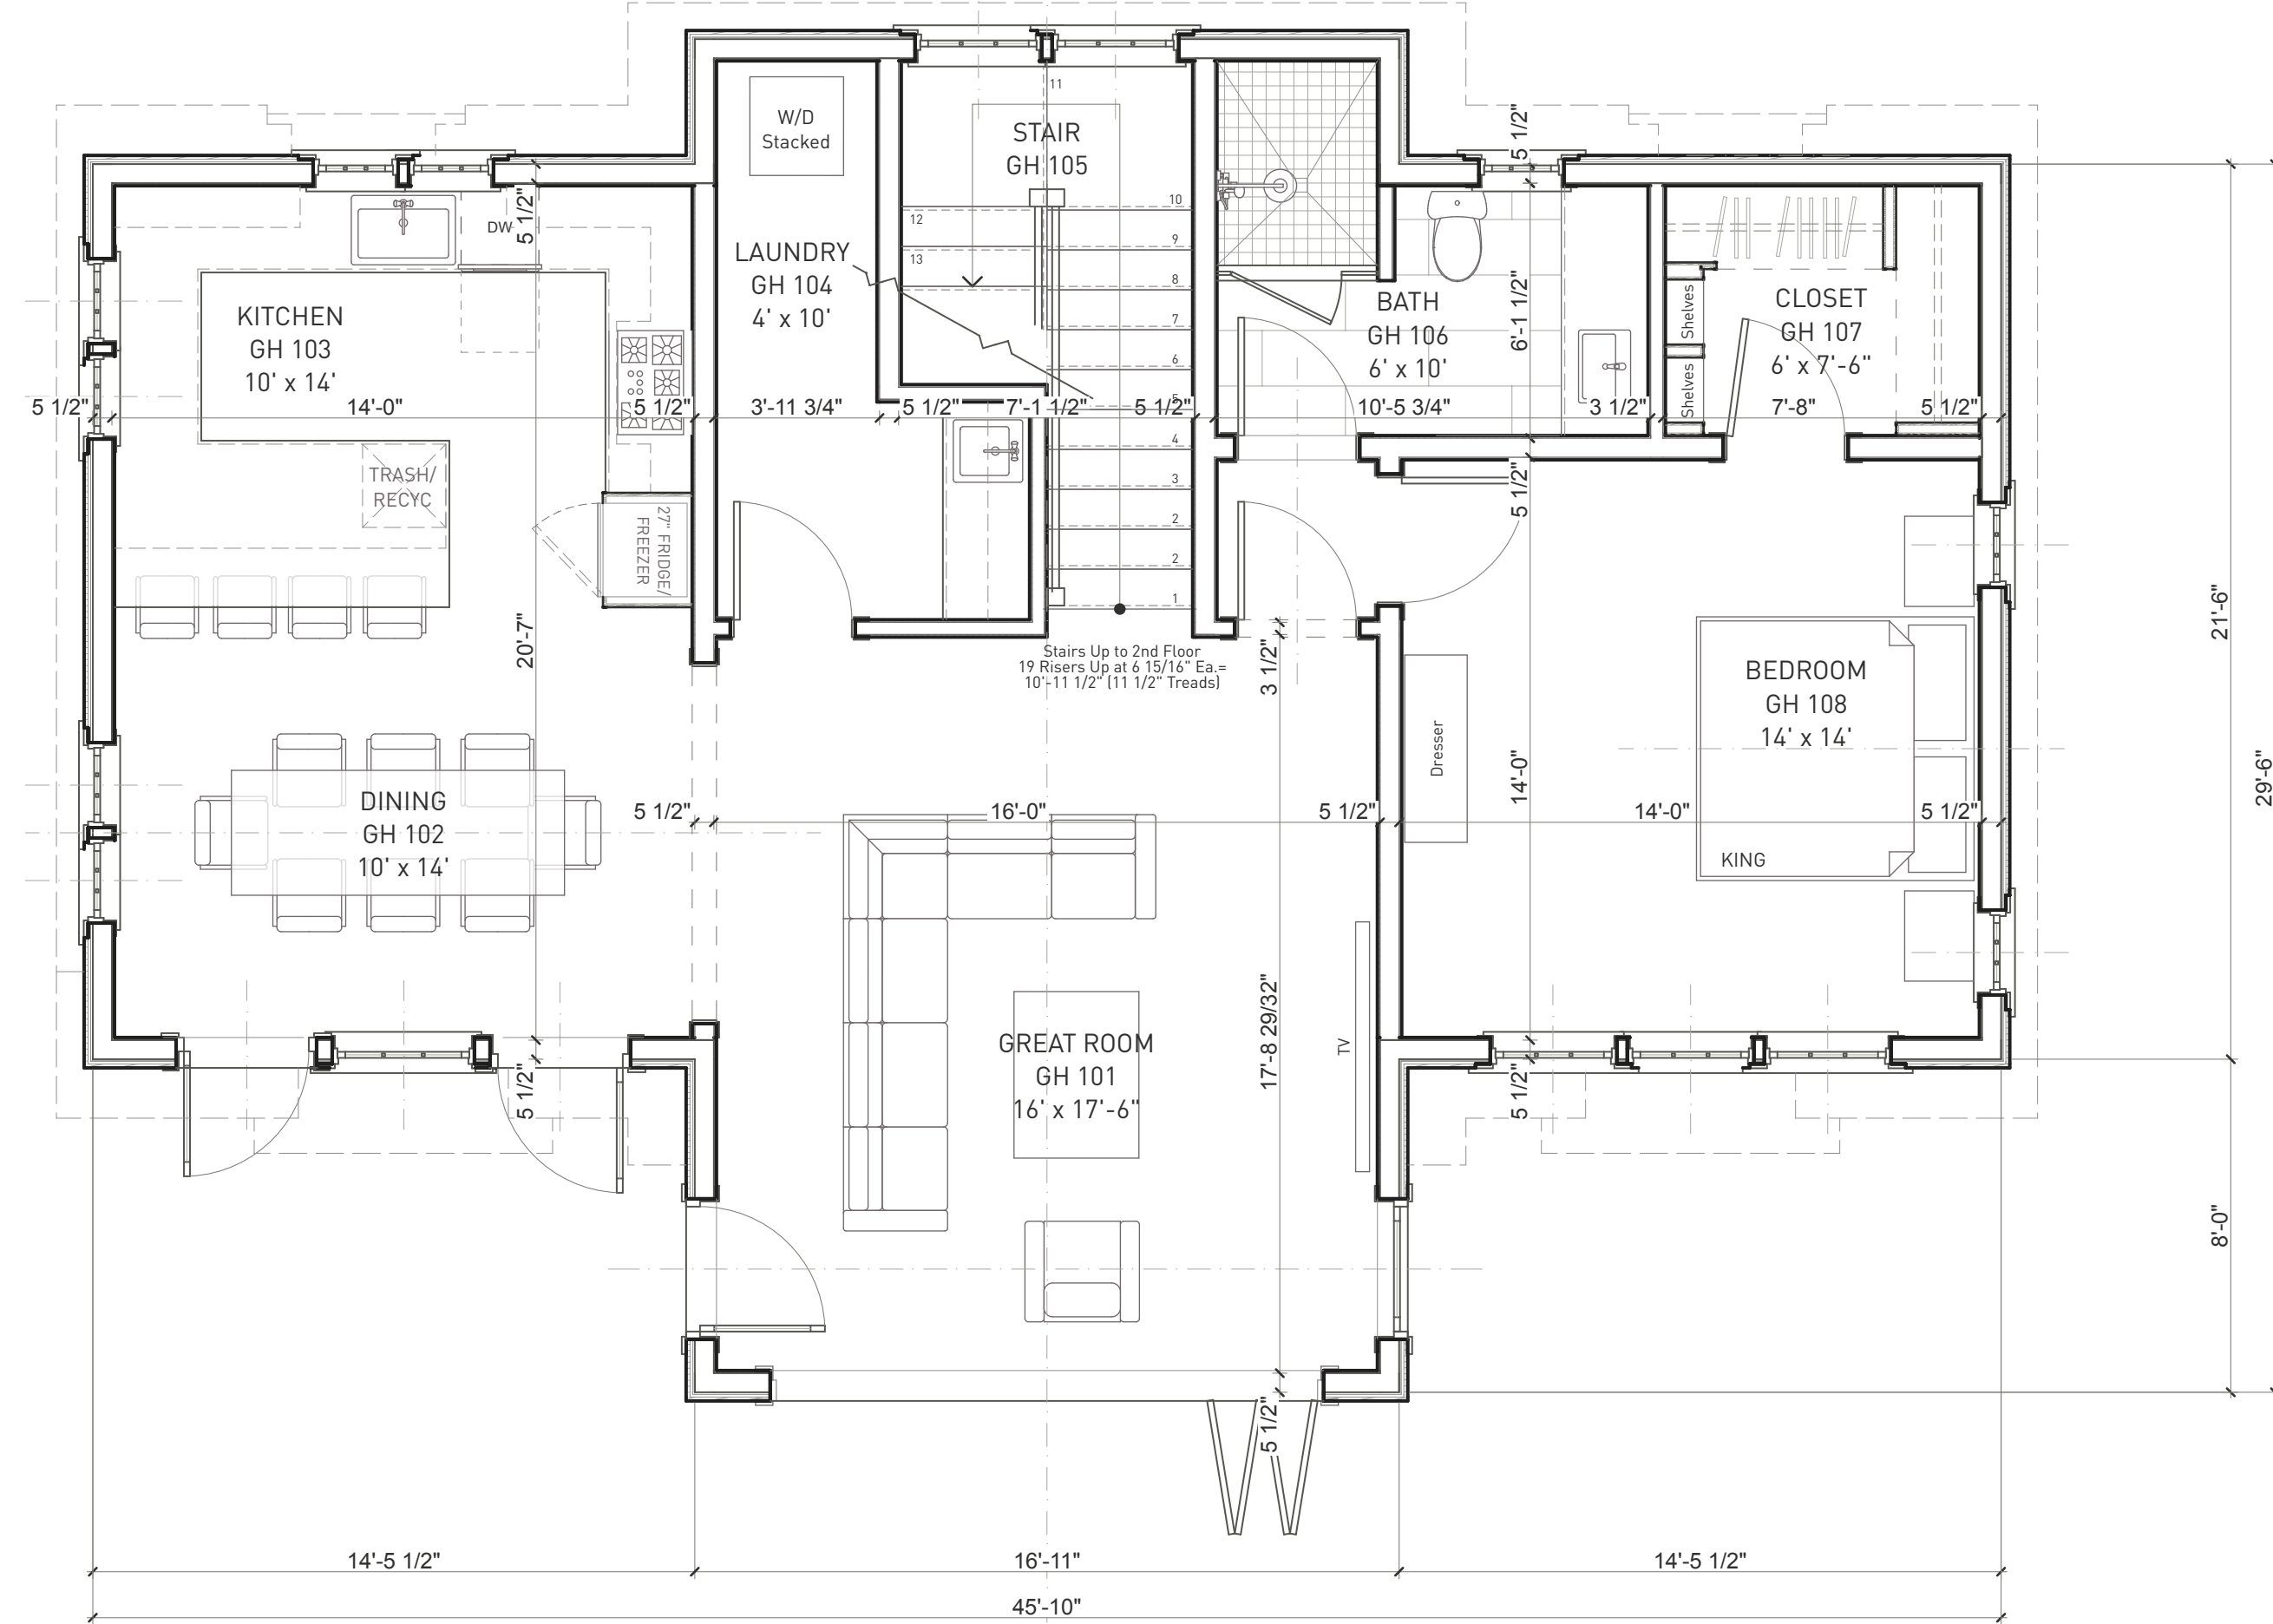 W/D
Stacked
11
STAIR
GH 105
5 1/2"
5 1/2"
DW
12
13
10
9
8
7
6
5
4
3
2
2
1
LAUNDRY
GH 104
4' x 10'
KITCHEN
GH 103
10' x 14'
BATH
GH 106
6' x 10'
6'-1 1/2"
Shelves
Shelves
CLOSET
GH 107
6' x 7'-6"
5 1/2"
14'-0"
5 1/2"
3'-11 3/4"
5 1/2"
7'-1 1/2"
5 1/2"
10'-5 3/4"
3 1/2"
7'-8"
5 1/2"
TRASH/
RECYC
27" FRIDGE/
FREEZER
5 1/2"
20'-7"
21'-6"
29'-6"
Stairs Up to 2nd Floor
19 Risers Up at 6 15/16" Ea.=
10'-11 1/2" (11 1/2" Treads)
3 1/2"
BEDROOM
GH 108
14' x 14'
Dresser
14'-0"
DINING
GH 102
10' x 14'
5 1/2"
16'-0"
5 1/2"
14'-0"
5 1/2"
KING
17'-8 29/32"
GREAT ROOM
GH 101
16' x 17'-6"
TV
5 1/2"
5 1/2"
8'-0"
5 1/2"
14'-5 1/2"
16'-11"
14'-5 1/2"
45'-10"